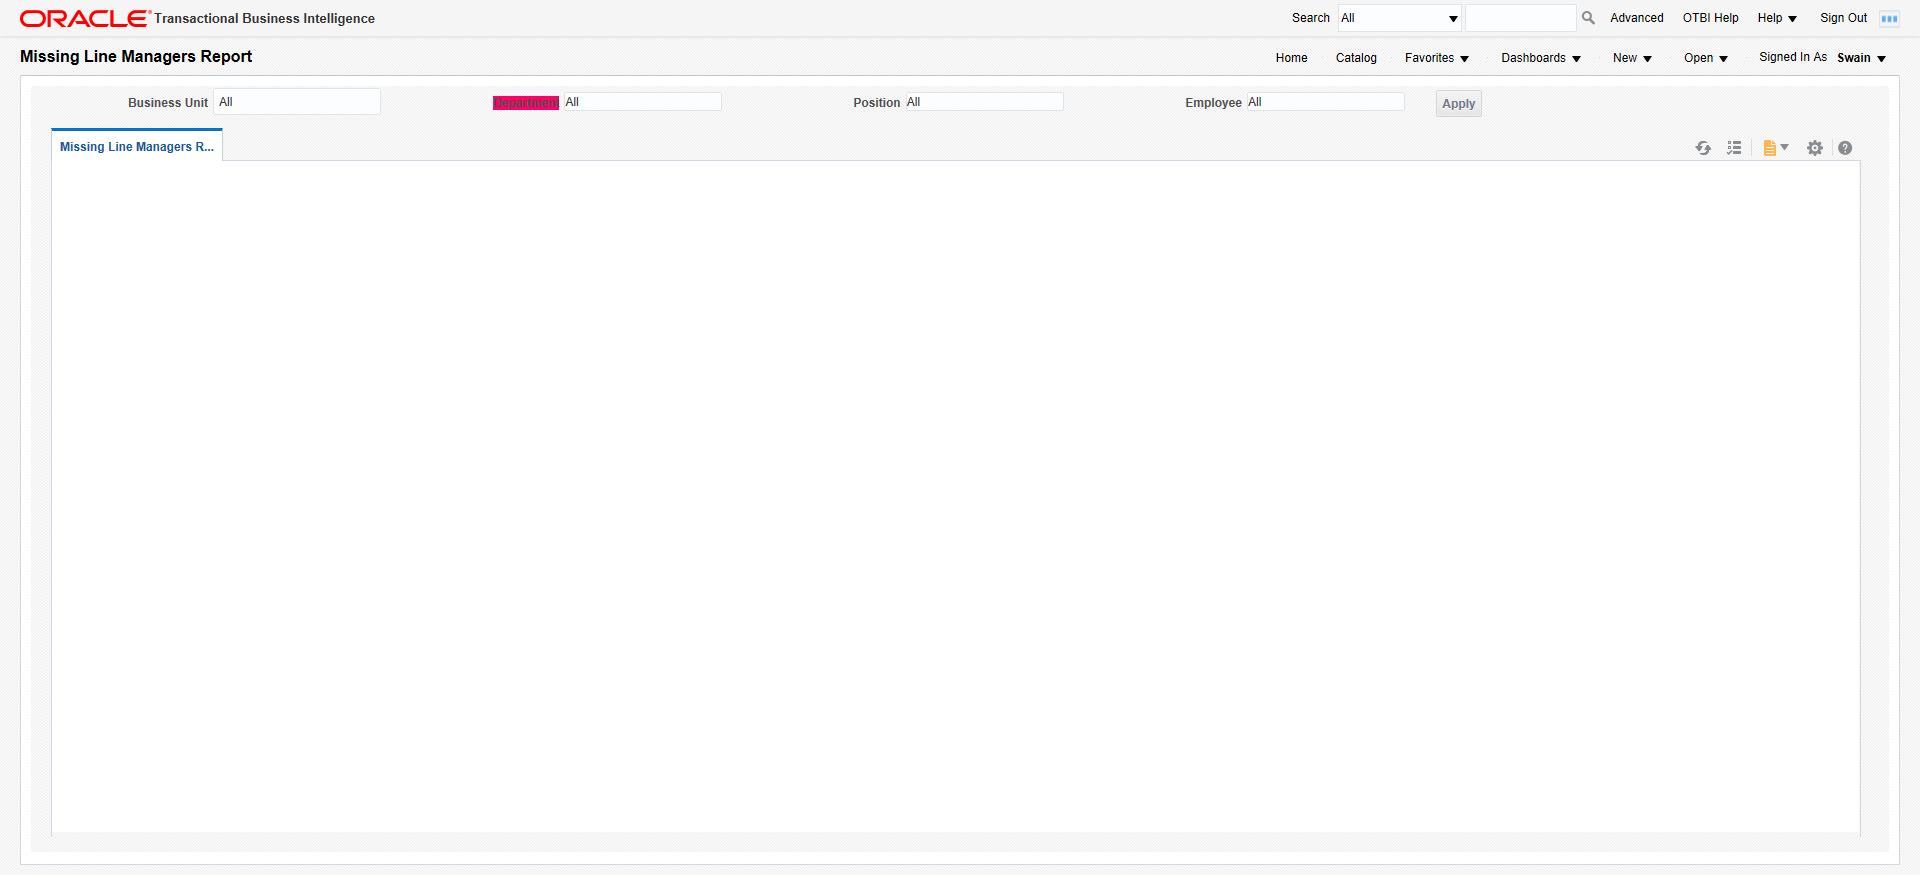 ORACLE Transactional Business Intelligence Search All Advanced OTBI Help Help Sign Out
Missing Line Managers Report Home Catalog Favorites Dashboards New Open Signed In As Swain
Business Unit All Department All Position All Employee All Apply
Missing Line Managers R...